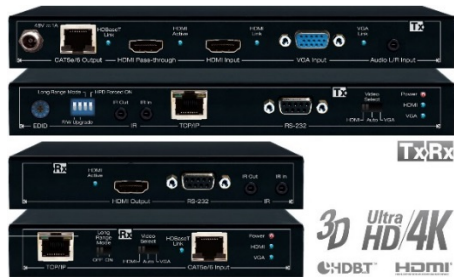 48V ⎓ 1A
HDBaseT Link
HDMI Active
HDMI Link
VGA Link
Tx
CAT5e/6 Output
HDMI Pass-through
HDMI Input
VGA Input
Audio L/R Input
Long Range Mode
HPD Forced ON
IR Out
IR In
Tx
Video Select
Power
HDMI
VGA
EDID
F/W Upgrade
IR
TCP/IP
RS-232
HDMI Auto VGA
TxRx
Rx
HDMI Active
IR Out
IR In
HDMI Output
RS-232
IR
Long Range Mode
Rx
Video Select
HDBaseT Link
Power
HDMI
VGA
TCP/IP
OFF ON
HDMI Auto VGA
CAT5e/6 Input
3D Ultra HD/4K
HDBT HDMI